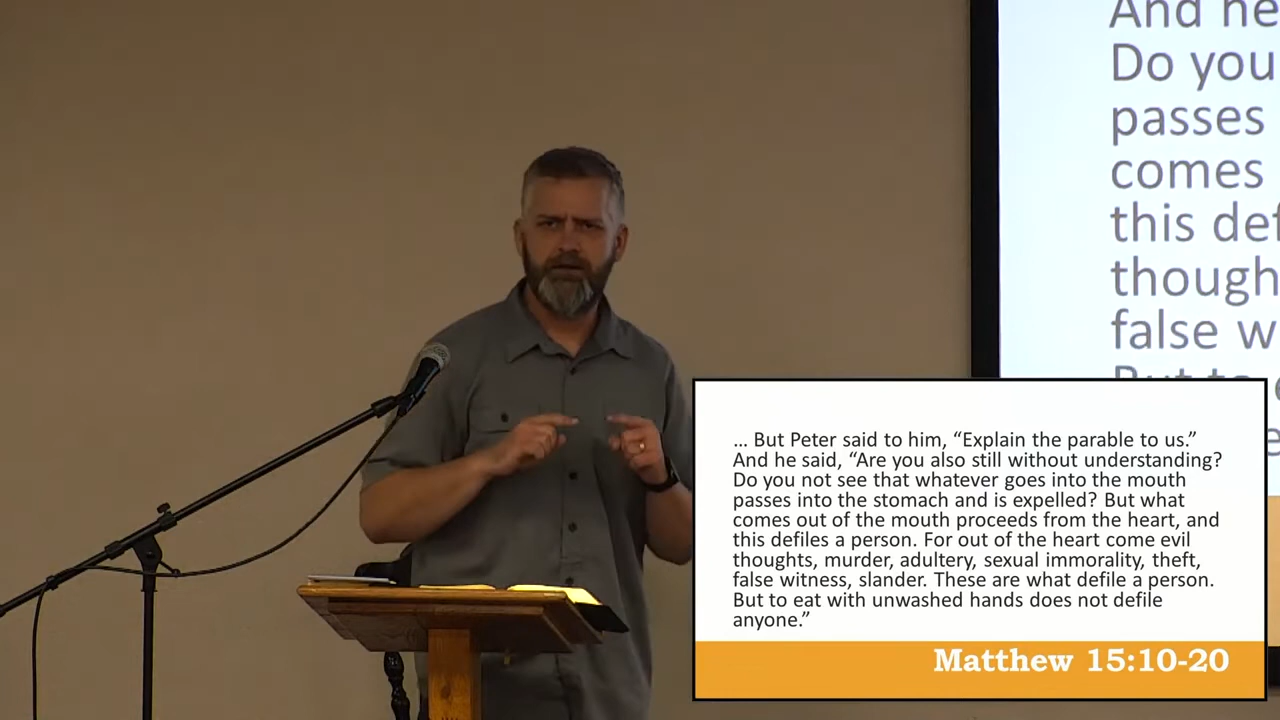 And he
Do you
passes
comes
this def
though
false w
… But Peter said to him, “Explain the parable to us.”
And he said, “Are you also still without understanding?
Do you not see that whatever goes into the mouth
passes into the stomach and is expelled? But what
comes out of the mouth proceeds from the heart, and
this defiles a person. For out of the heart come evil
thoughts, murder, adultery, sexual immorality, theft,
false witness, slander. These are what defile a person.
But to eat with unwashed hands does not defile
anyone.”
Matthew 15:10-20